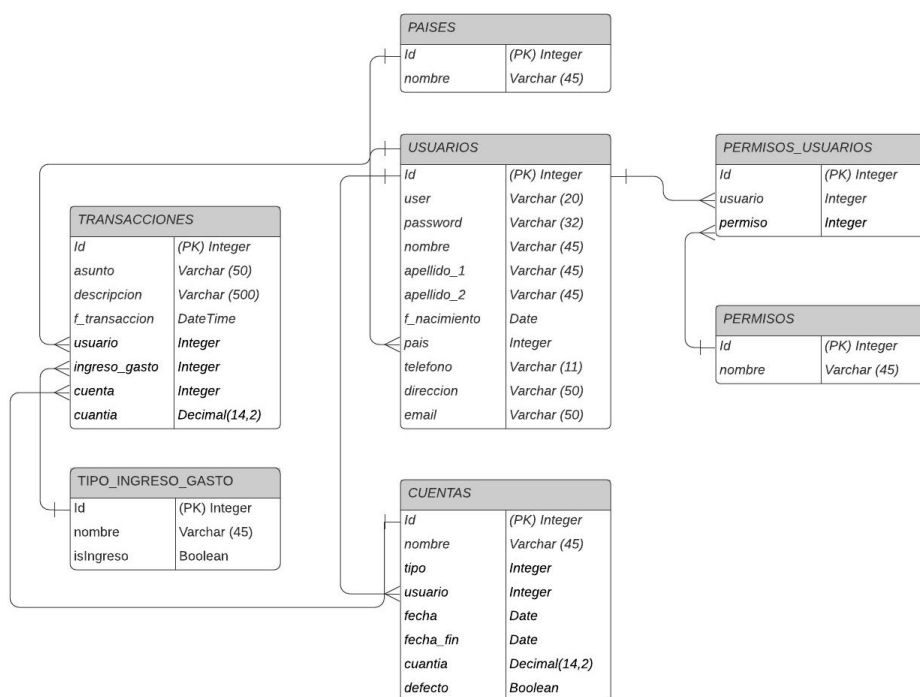 PAISES
Id (PK) Integer
nombre Varchar (45)
USUARIOS
Id (PK) Integer
user Varchar (20)
password Varchar (32)
nombre Varchar (45)
apellido_1 Varchar (45)
apellido_2 Varchar (45)
f_nacimiento Date
pais Integer
telefono Varchar (11)
direccion Varchar (50)
email Varchar (50)
PERMISOS_USUARIOS
Id (PK) Integer
usuario Integer
permiso Integer
TRANSACCIONES
Id (PK) Integer
asunto Varchar (50)
descripcion Varchar (500)
f_transaccion DateTime
usuario Integer
ingreso_gasto Integer
cuenta Integer
cuantia Decimal(14,2)
PERMISOS
Id (PK) Integer
nombre Varchar (45)
TIPO_INGRESO_GASTO
Id (PK) Integer
nombre Varchar (45)
isIngreso Boolean
CUENTAS
Id (PK) Integer
nombre Varchar (45)
tipo Integer
usuario Integer
fecha Date
fecha_fin Date
cuantia Decimal(14,2)
defecto Boolean